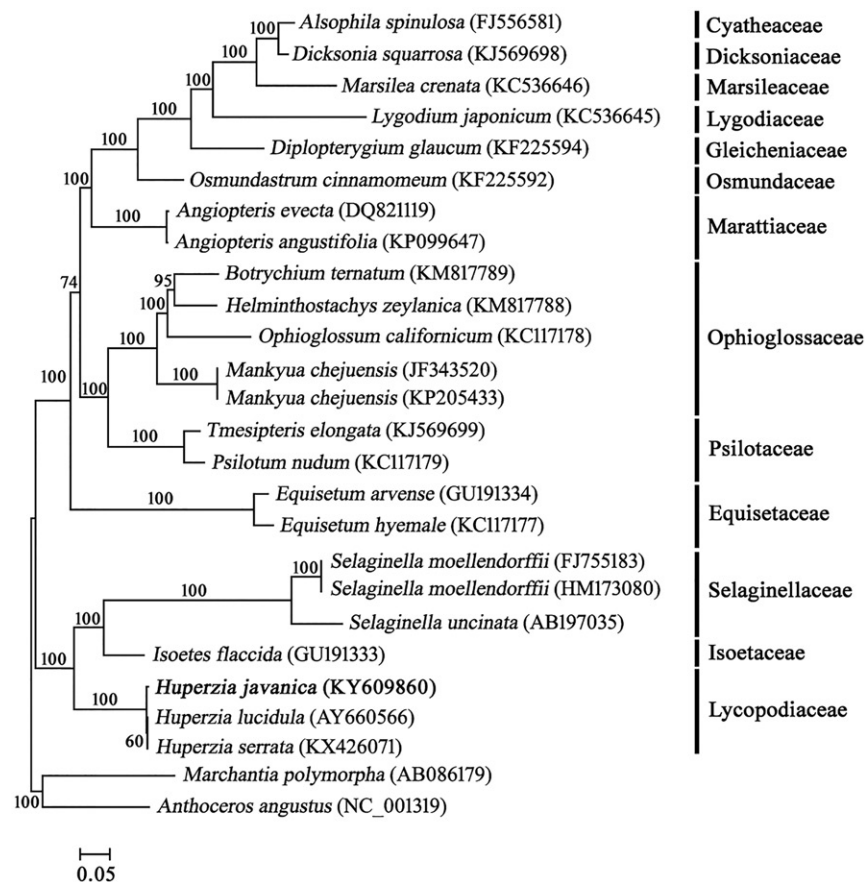 Alsophila spinulosa (FJ556581) Cyatheaceae
100
Dicksonia squarrosa (KJ569698) Dicksoniaceae
100
Marsilea crenata (KC536646) Marsileaceae
100
Lygodium japonicum (KC536645) Lygodiaceae
100
Diplopterygium glaucum (KF225594) Gleicheniaceae
100
Osmundastrum cinnamomeum (KF225592) Osmundaceae
Angiopteris evecta (DQ821119)
100 Marattiaceae
Angiopteris angustifolia (KP099647)
Botrychium ternatum (KM817789)
74 95
Helminthostachys zeylanica (KM817788)
100
Ophioglossum californicum (KC117178) Ophioglossaceae
Mankyua chejuensis (JF343520)
100 100
Mankyua chejuensis (KP205433)
100
Tmesipteris elongata (KJ569699)
100 Psilotaceae
Psilotum nudum (KC117179)
Equisetum arvense (GU191334)
100 Equisetaceae
Equisetum hyemale (KC117177)
Selaginella moellendorffii (FJ755183)
100
Selaginella moellendorffii (HM173080) Selaginellaceae
100
Selaginella uncinata (AB197035)
100
Isoetes flaccida (GU191333) Isoetaceae
100
Huperzia javanica (KY609860)
100
Huperzia lucidula (AY660566) Lycopodiaceae
60
Huperzia serrata (KX426071)
Marchantia polymorpha (AB086179)
100
Anthoceros angustus (NC_001319)
0.05